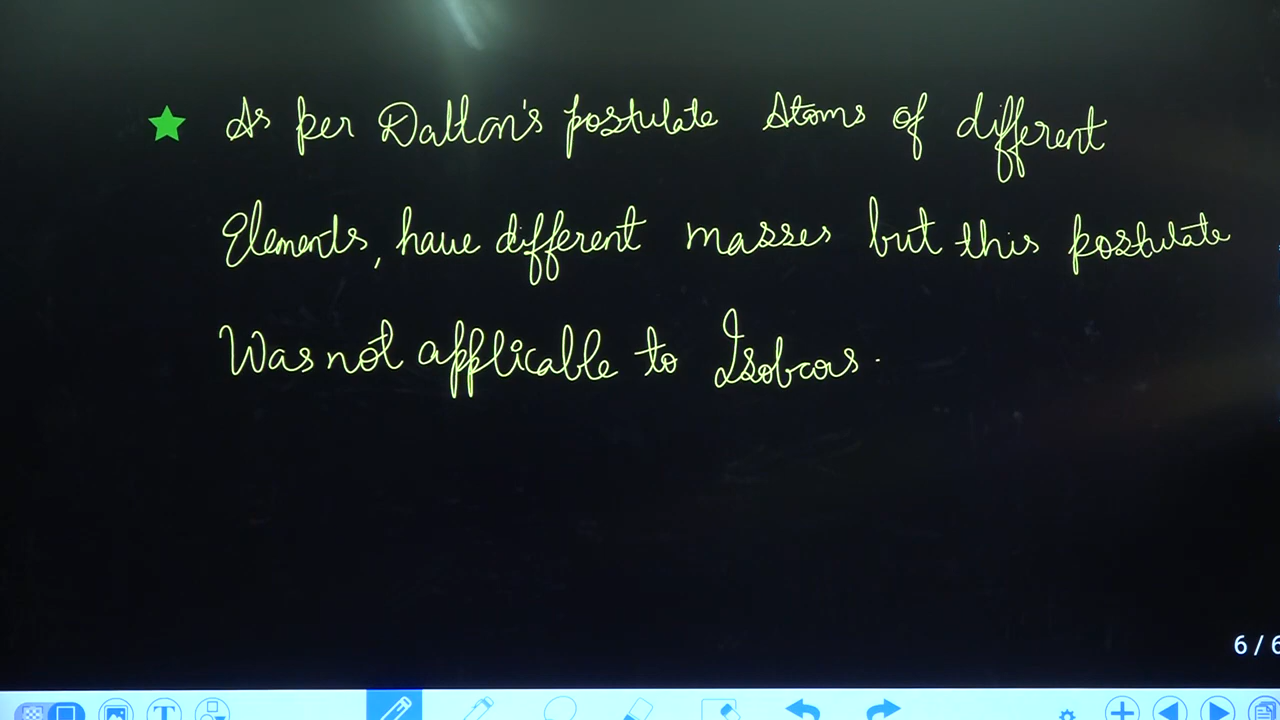 ★ As per Dalton's postulate Atoms of different
Elements, have different masses but this postulate
Was not applicable to Isobars.
6 / 6
T